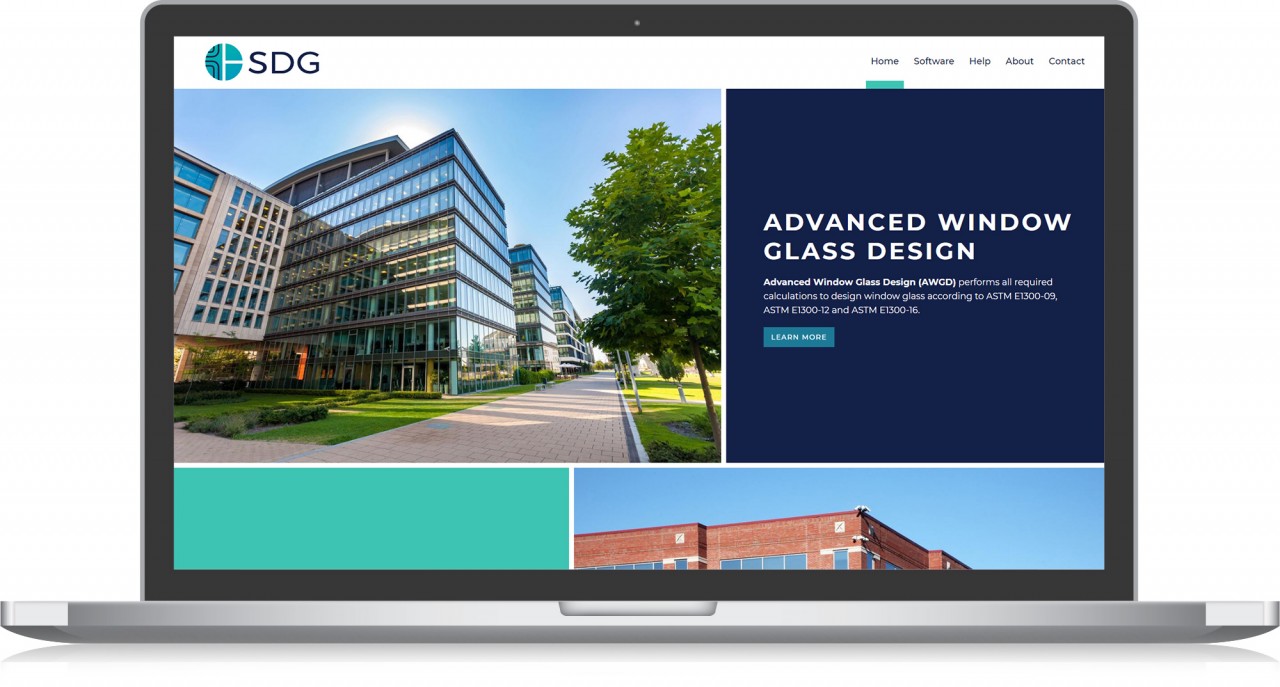 SDG
Home Software Help About Contact
ADVANCED WINDOW
GLASS DESIGN
Advanced Window Glass Design (AWGD) performs all required
calculations to design window glass according to ASTM E1300-09,
ASTM E1300-12 and ASTM E1300-16.
LEARN MORE